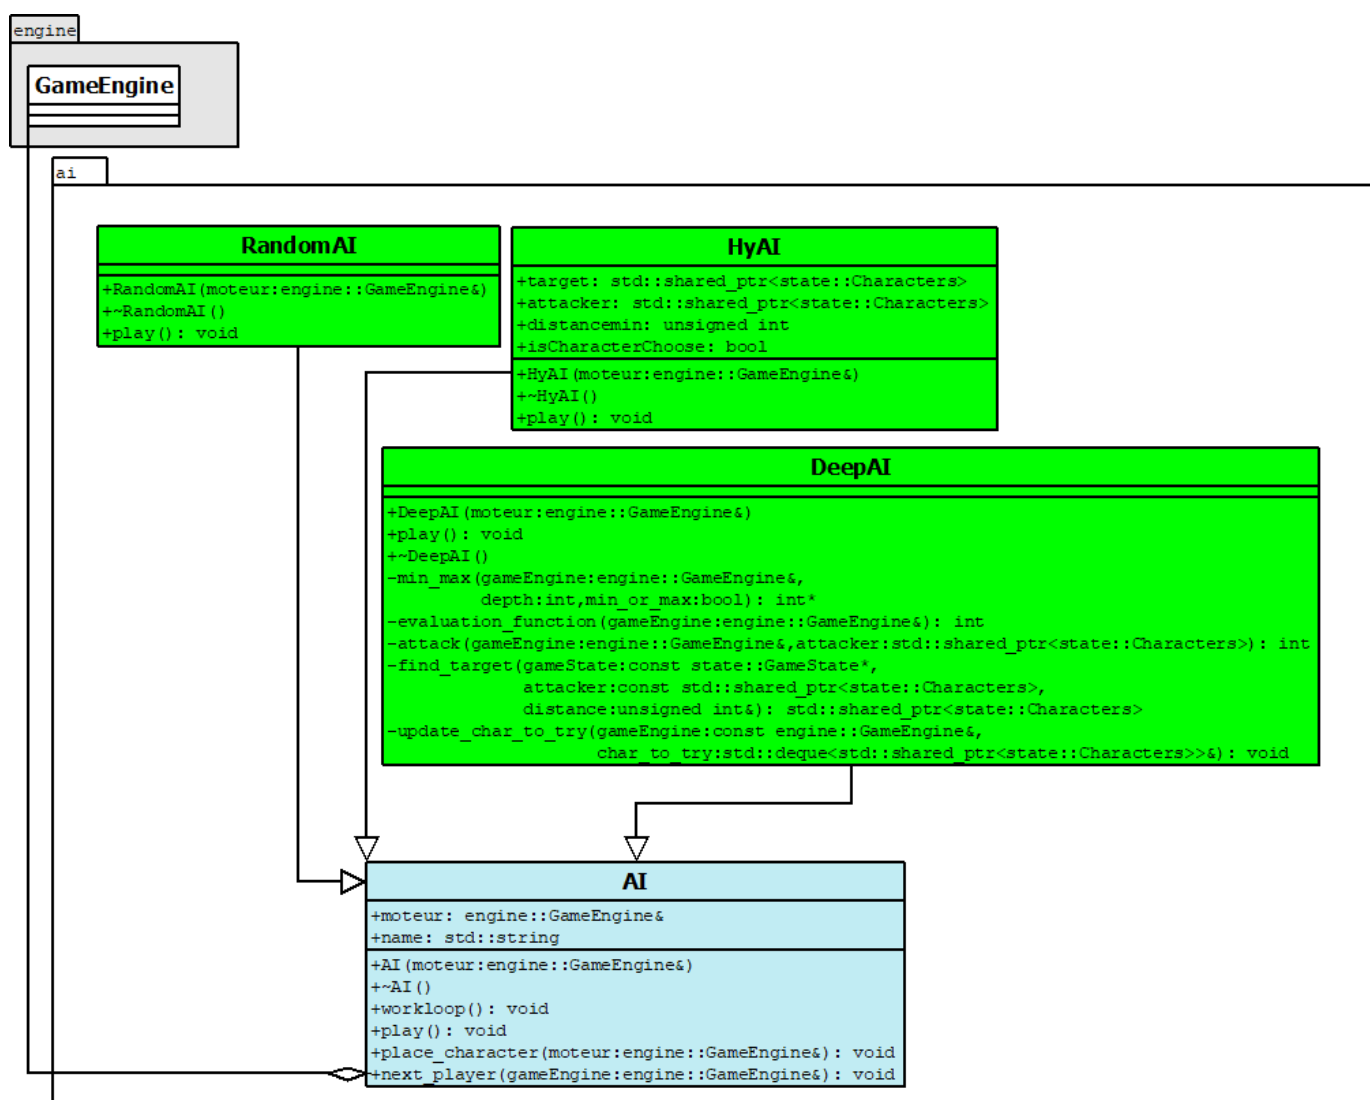 engine
GameEngine
ai
RandomAI
+RandomAI(moteur:engine::GameEngine&)
+~RandomAI()
+play(): void
HyAI
+target: std::shared_ptr<state::Characters>
+attacker: std::shared_ptr<state::Characters>
+distancemin: unsigned int
+isCharacterChoose: bool
+HyAI(moteur:engine::GameEngine&)
+~HyAI()
+play(): void
DeepAI
+DeepAI(moteur:engine::GameEngine&)
+play(): void
+~DeepAI()
-min_max(gameEngine:engine::GameEngine&,
depth:int,min_or_max:bool): int*
-evaluation_function(gameEngine:engine::GameEngine&): int
-attack(gameEngine:engine::GameEngine&,attacker:std::shared_ptr<state::Characters>): int
-find_target(gameState:const state::GameState*,
attacker:const std::shared_ptr<state::Characters>,
distance:unsigned int&): std::shared_ptr<state::Characters>
-update_char_to_try(gameEngine:const engine::GameEngine&,
char_to_try:std::deque<std::shared_ptr<state::Characters>>&): void
AI
+moteur: engine::GameEngine&
+name: std::string
+AI(moteur:engine::GameEngine&)
+~AI()
+workloop(): void
+play(): void
+place_character(moteur:engine::GameEngine&): void
+next_player(gameEngine:engine::GameEngine&): void